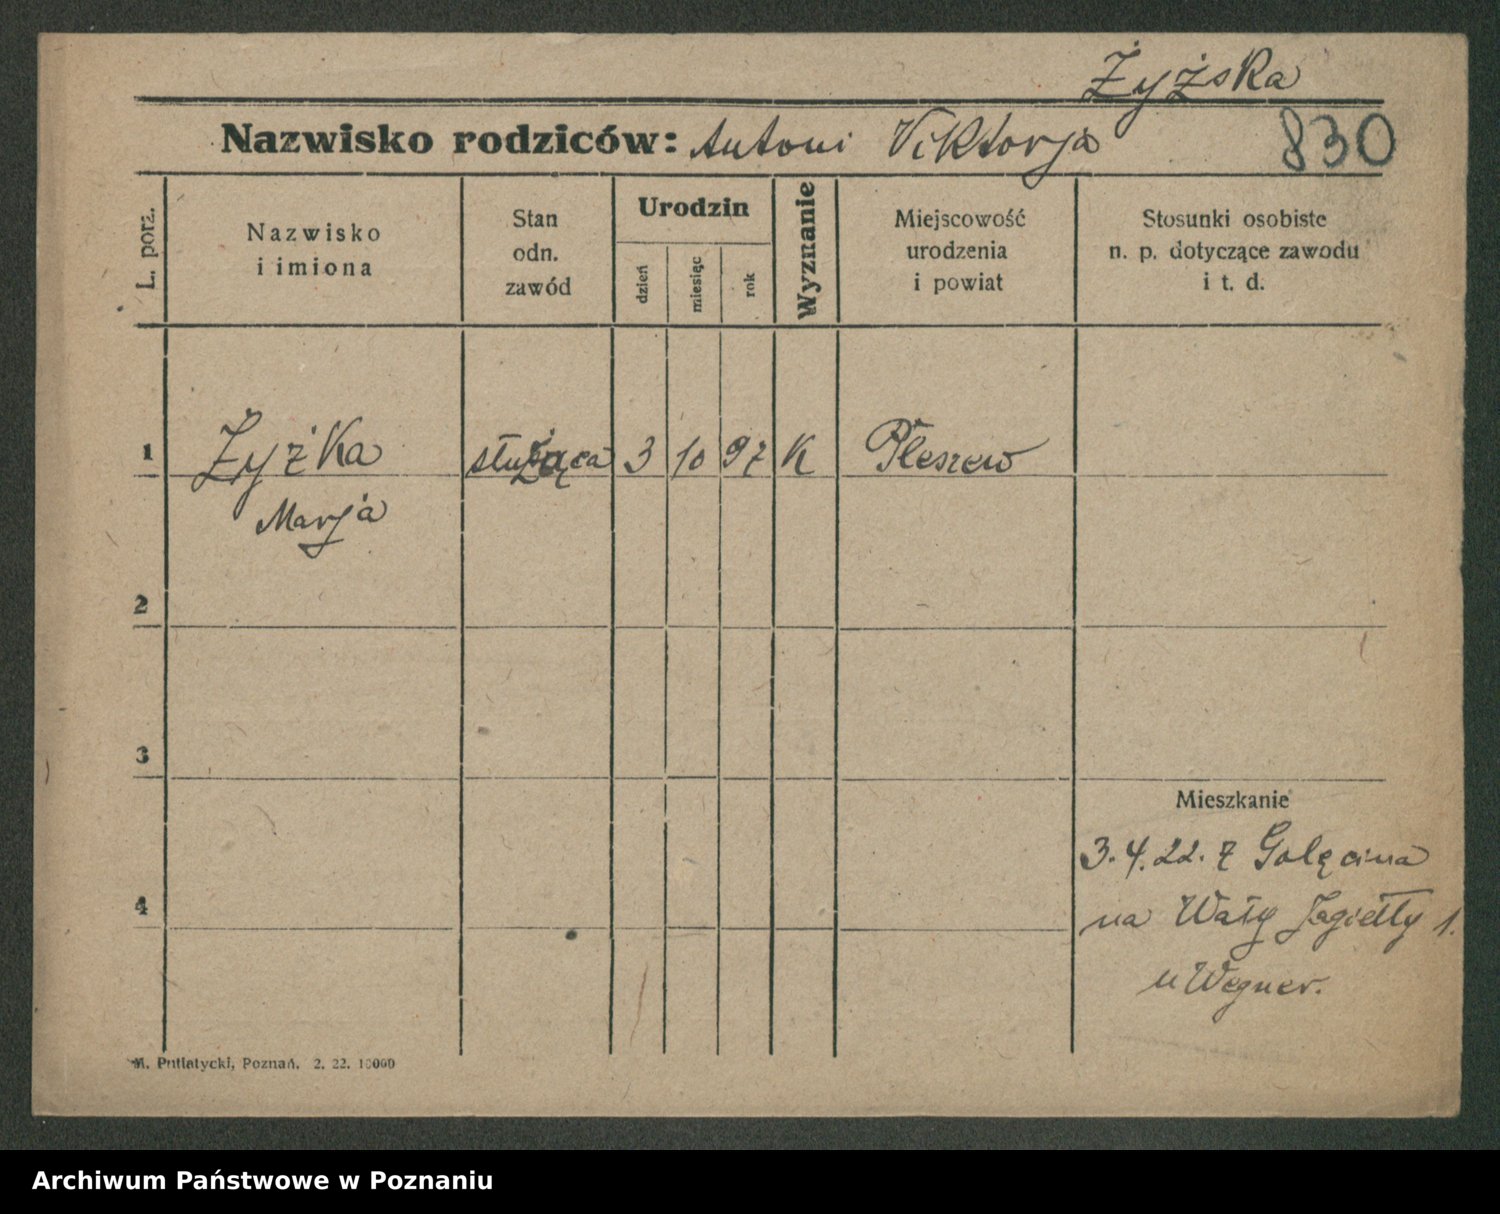 Żyżska
Nazwisko rodziców: Antoni Viktorja
830
L. porz.
Nazwisko
i imiona
Stan
odn.
zawód
Urodzin
dzień
miesiąc
rok
Wyznanie
Miejscowość
urodzenia
i powiat
Stosunki osobiste
n. p. dotyczące zawodu
i t. d.
1 Żyżka służąca 3 10 97 K Pleszew
Marja
2
3
Mieszkanie
3.4.22. z Golęcina
4
na Wały Jagiełły 1.
u Wegner.
M. Putiatycki, Poznań. 2. 22. 10000
Archiwum Państwowe w Poznaniu